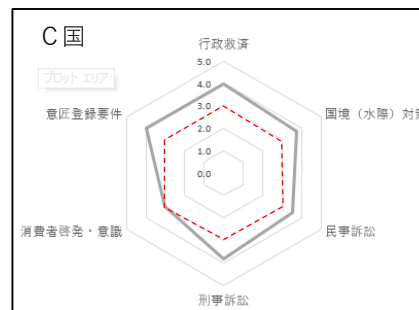 C国
行政救済
5.0
4.0
3.0
2.0
1.0
0.0
プロット エリア
意匠登録要件
国境（水際）対策
消費者啓発・意識
民事訴訟
刑事訴訟